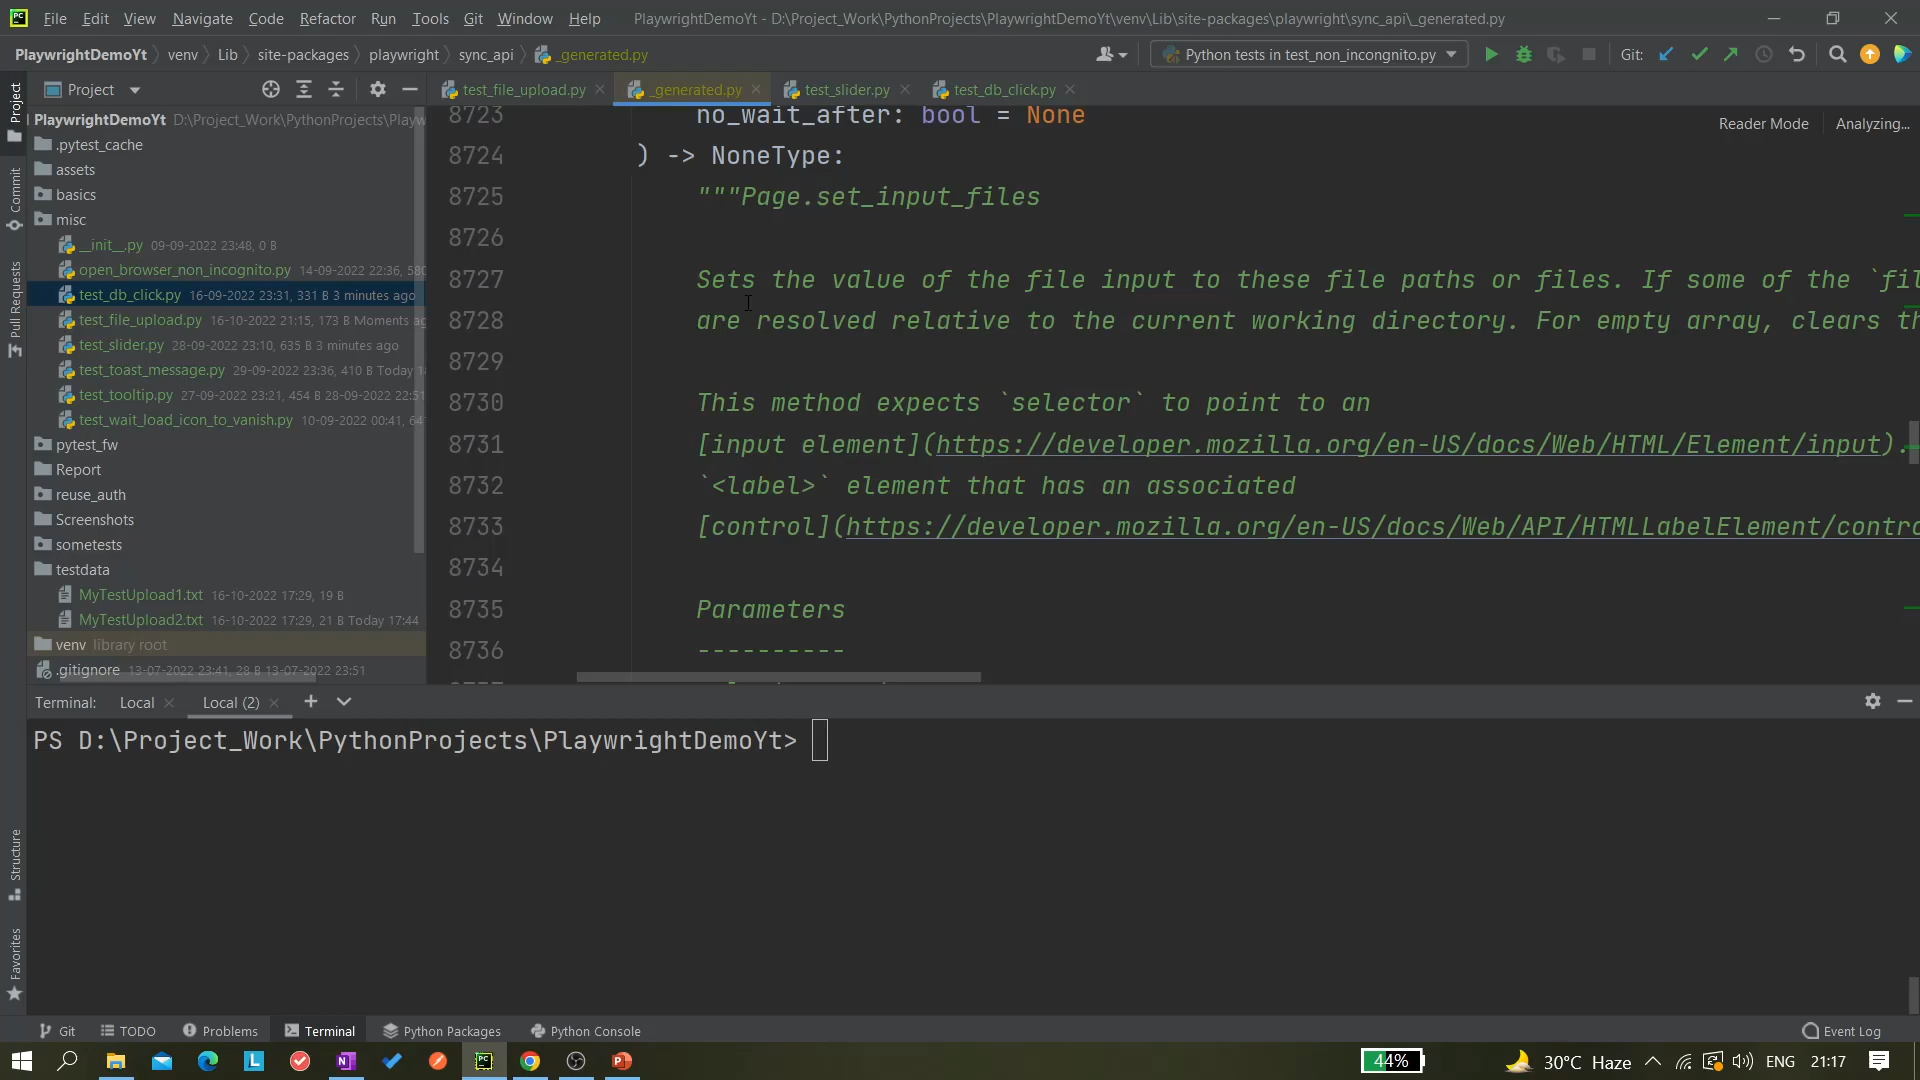 PC File Edit View Navigate Code Refactor Run Tools Git Window Help PlaywrightDemoYt - D:\Project_Work\PythonProjects\PlaywrightDemoYt\venv\Lib\site-packages\playwright\sync_api\_generated.py
PlaywrightDemoYt venv Lib site-packages playwright sync_api _generated.py Python tests in test_non_incongnito.py Git:
Project test_file_upload.py _generated.py test_slider.py test_db_click.py
Project
Commit
Pull Requests
Structure
Favorites
PlaywrightDemoYt D:\Project_Work\PythonProjects\Playw
.pytest_cache
assets
basics
misc
__init__.py 09-09-2022 23:48, 0 B
open_browser_non_incognito.py 14-09-2022 22:36, 580
test_db_click.py 16-09-2022 23:31, 331 B 3 minutes ago
test_file_upload.py 16-10-2022 21:15, 173 B Moments ag
test_slider.py 28-09-2022 23:10, 635 B 3 minutes ago
test_toast_message.py 29-09-2022 23:36, 410 B Today
test_tooltip.py 27-09-2022 23:21, 454 B 28-09-2022 22:51
test_wait_load_icon_to_vanish.py 10-09-2022 00:41, 64
pytest_fw
Report
reuse_auth
Screenshots
sometests
testdata
MyTestUpload1.txt 16-10-2022 17:29, 19 B
MyTestUpload2.txt 16-10-2022 17:29, 21 B Today 17:44
venv library root
.gitignore 13-07-2022 23:41, 28 B 13-07-2022 23:51
Reader Mode Analyzing...
8723 no_wait_after: bool = None
8724 ) -> NoneType:
8725 """Page.set_input_files
8726
8727 Sets the value of the file input to these file paths or files. If some of the `fil
8728 are resolved relative to the current working directory. For empty array, clears th
8729
8730 This method expects `selector` to point to an
8731 [input element](https://developer.mozilla.org/en-US/docs/Web/HTML/Element/input).
8732 `<label>` element that has an associated
8733 [control](https://developer.mozilla.org/en-US/docs/Web/API/HTMLLabelElement/contro
8734
8735 Parameters
8736 ----------
Terminal: Local Local (2)
PS D:\Project_Work\PythonProjects\PlaywrightDemoYt>
Git TODO Problems Terminal Python Packages Python Console Event Log
L N PC P 44% 30°C Haze ENG 21:17